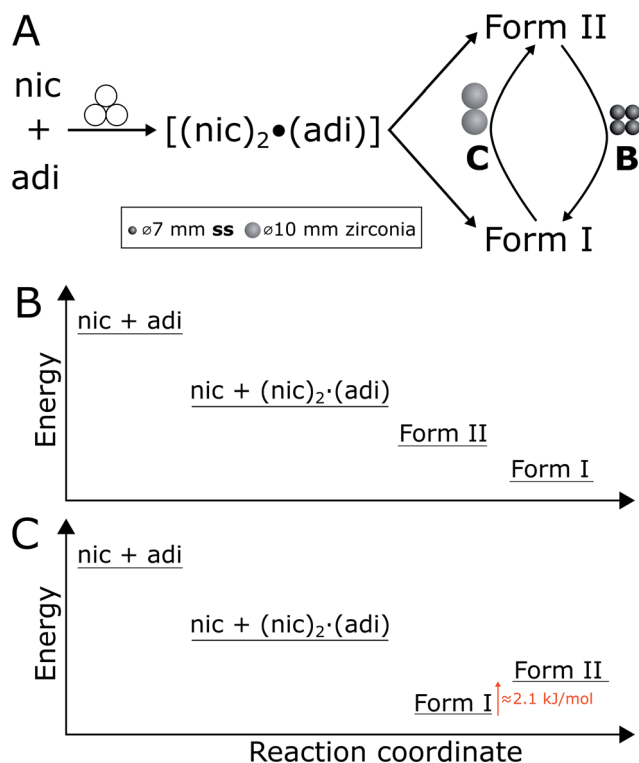 A
nic
+
adi
[(nic)₂•(adi)]
Form II
C
B
Form I
⌀7 mm ss ⌀10 mm zirconia
B
Energy
nic + adi
nic + (nic)₂·(adi)
Form II
Form I
C
Energy
nic + adi
nic + (nic)₂·(adi)
Form II
Form I
≈2.1 kJ/mol
Reaction coordinate